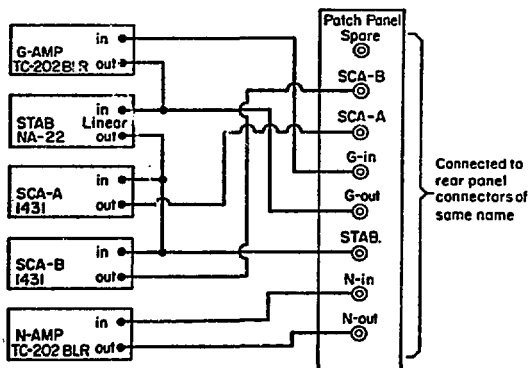 in
G-AMP
TC-202BLR out
in
STAB Linear
NA-22 out
in
SCA-A
1431 out
in
SCA-B
1431 out
in
N-AMP
TC-202 BLR out
Patch Panel
Spare
SCA-B
SCA-A
G-in
G-out
STAB.
N-in
N-out
Connected to
rear panel
connectors of
same name